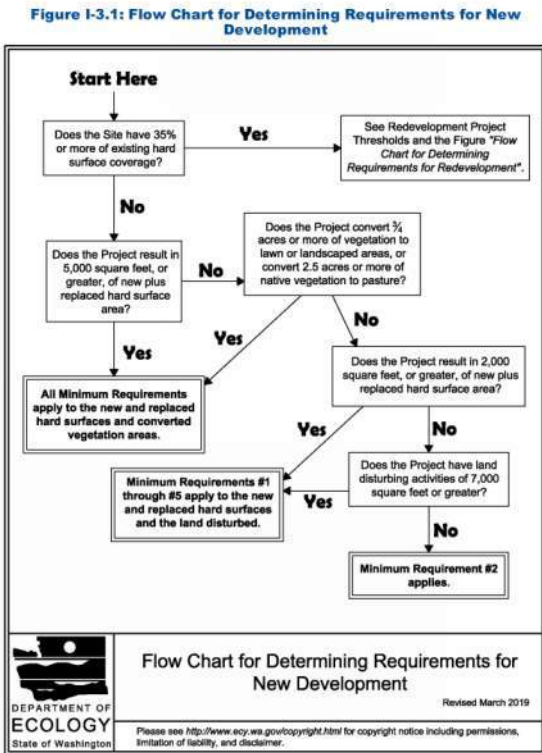 Figure I-3.1: Flow Chart for Determining Requirements for New
Development
Start Here
Does the Site have 35%
or more of existing hard
surface coverage?
Yes
See Redevelopment Project
Thresholds and the Figure "Flow
Chart for Determining
Requirements for Redevelopment".
No
Does the Project result in
5,000 square feet, or
greater, of new plus
replaced hard surface
area?
No
Does the Project convert ¾
acres or more of vegetation to
lawn or landscaped areas, or
convert 2.5 acres or more of
native vegetation to pasture?
Yes
Yes
No
All Minimum Requirements
apply to the new and replaced
hard surfaces and converted
vegetation areas.
Does the Project result in 2,000
square feet, or greater, of new plus
replaced hard surface area?
Yes
No
Minimum Requirements #1
through #5 apply to the new
and replaced hard surfaces
and the land disturbed.
Yes
Does the Project have land
disturbing activities of 7,000
square feet or greater?
No
Minimum Requirement #2
applies.
DEPARTMENT OF
ECOLOGY
State of Washington
Flow Chart for Determining Requirements for
New Development
Revised March 2019
Please see http://www.ecy.wa.gov/copyright.html for copyright notice including permissions,
limitation of liability, and disclaimer.